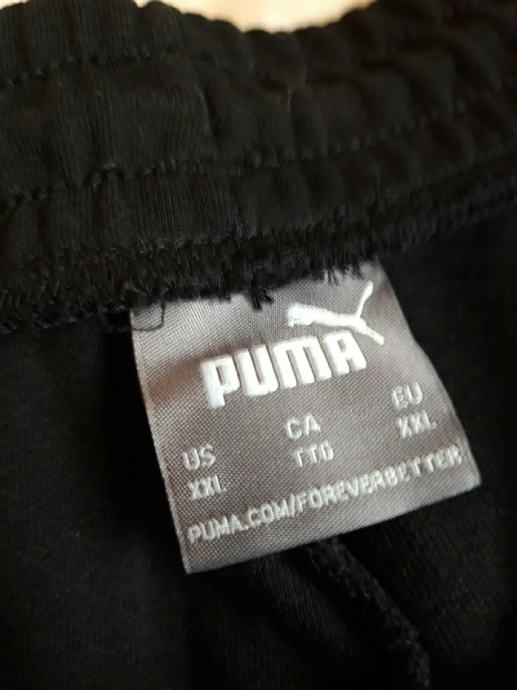 PUMA
US CA EU
XXL TTG XXL
PUMA.COM/FOREVERBETTER